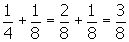 1/4 + 1/8 = 2/8 + 1/8 = 3/8